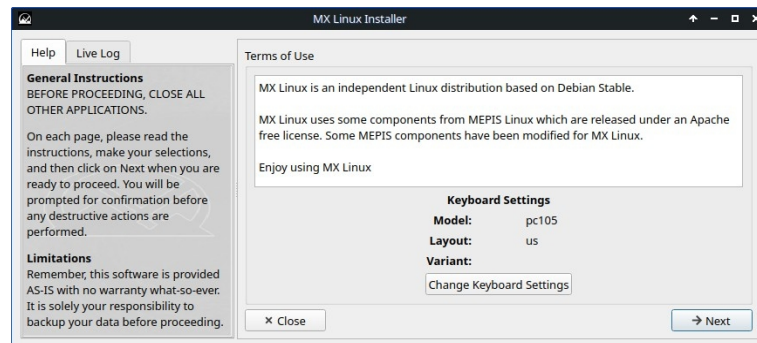 MX Linux Installer
Help
Live Log
General Instructions
BEFORE PROCEEDING, CLOSE ALL
OTHER APPLICATIONS.
On each page, please read the
instructions, make your selections,
and then click on Next when you are
ready to proceed. You will be
prompted for confirmation before
any destructive actions are
performed.
Limitations
Remember, this software is provided
AS-IS with no warranty what-so-ever.
It is solely your responsibility to
backup your data before proceeding.
Terms of Use
MX Linux is an independent Linux distribution based on Debian Stable.
MX Linux uses some components from MEPIS Linux which are released under an Apache
free license. Some MEPIS components have been modified for MX Linux.
Enjoy using MX Linux
Keyboard Settings
Model: pc105
Layout: us
Variant:
Change Keyboard Settings
Close
Next